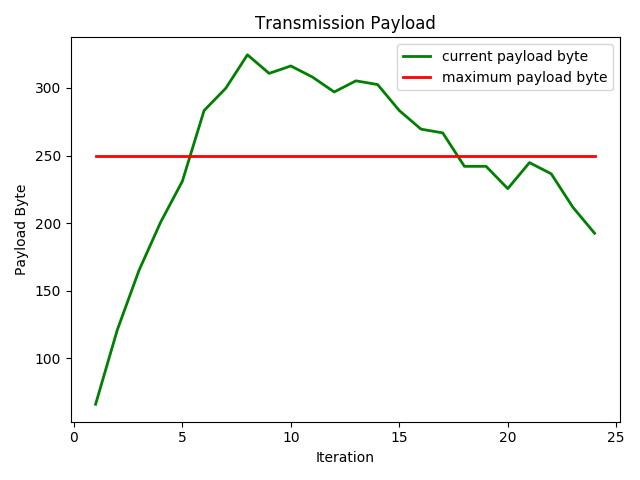 Transmission Payload
current payload byte
maximum payload byte
Payload Byte
300
250
200
150
100
0 5 10 15 20 25
Iteration